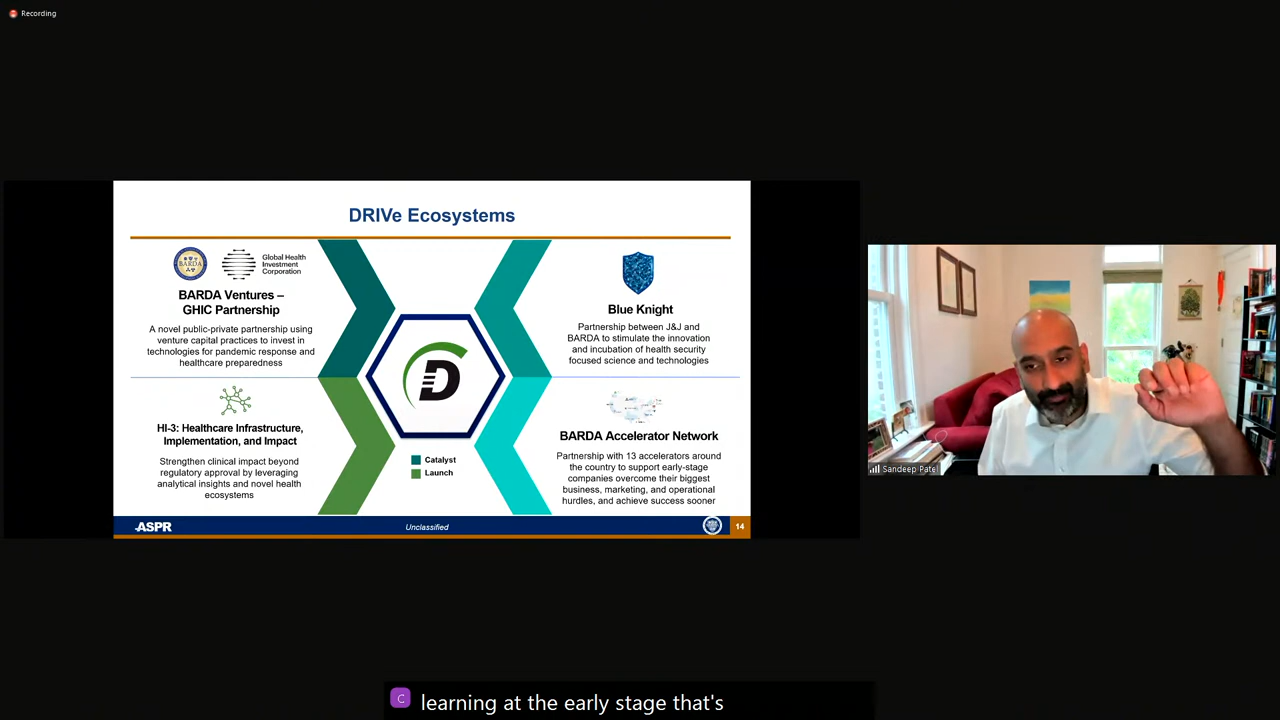 Recording
DRIVe Ecosystems
BARDA
Global Health
Investment
Corporation
BARDA Ventures –
GHIC Partnership
A novel public-private partnership using
venture capital practices to invest in
technologies for pandemic response and
healthcare preparedness
HI-3: Healthcare Infrastructure,
Implementation, and Impact
Strengthen clinical impact beyond
regulatory approval by leveraging
analytical insights and novel health
ecosystems
D
Catalyst
Launch
Blue Knight
Partnership between J&J and
BARDA to stimulate the innovation
and incubation of health security
focused science and technologies
BARDA Accelerator Network
Partnership with 13 accelerators around
the country to support early-stage
companies overcome their biggest
business, marketing, and operational
hurdles, and achieve success sooner
ASPR
Unclassified
14
Sandeep Patel
C
learning at the early stage that's